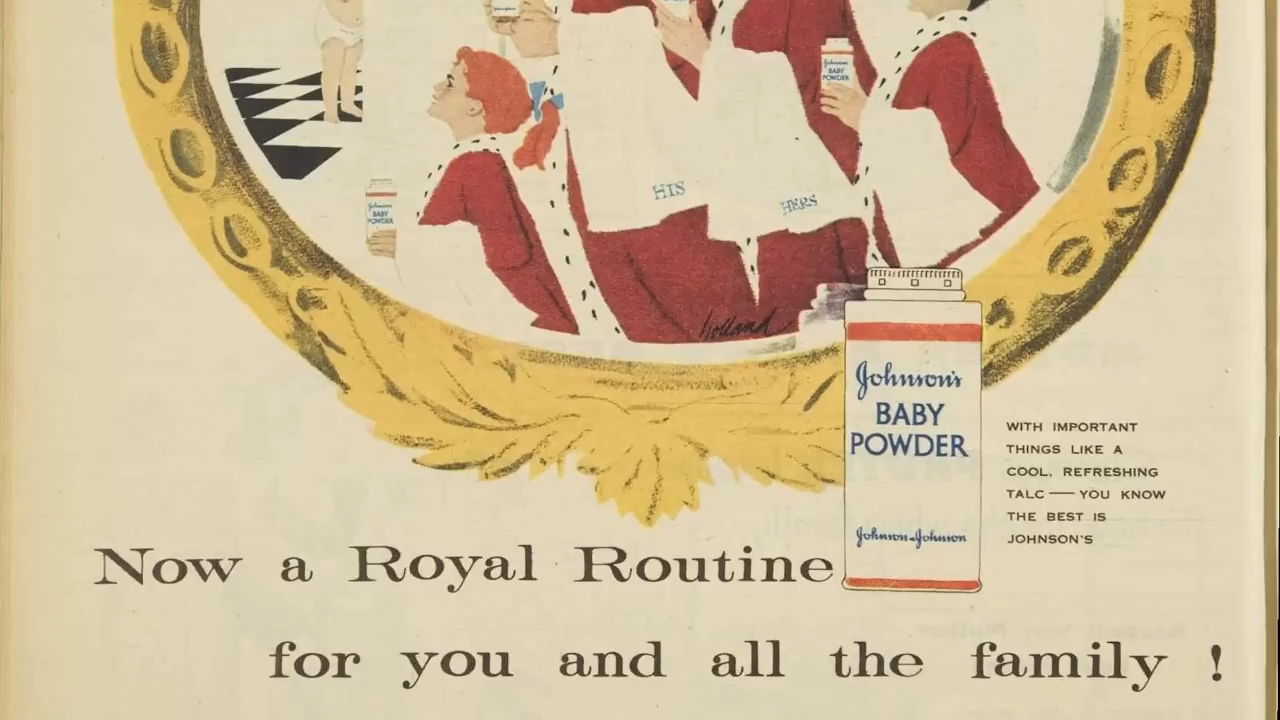 Johnson's
BABY
POWDER
HIS
HERS
Johnson's
BABY
POWDER
holland
Johnson's
BABY
POWDER
Johnson & Johnson
WITH IMPORTANT
THINGS LIKE A
COOL, REFRESHING
TALC — YOU KNOW
THE BEST IS
JOHNSON'S
Now a Royal Routine
for you and all the family !